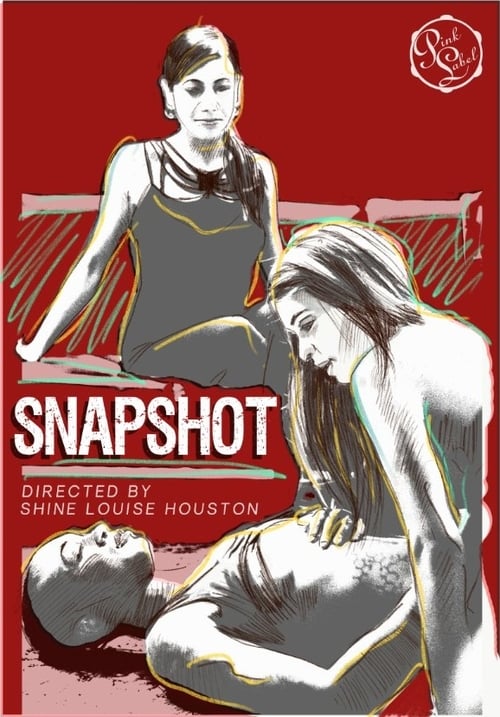 Pink
Label
SNAPSHOT
DIRECTED BY
SHINE LOUISE HOUSTON